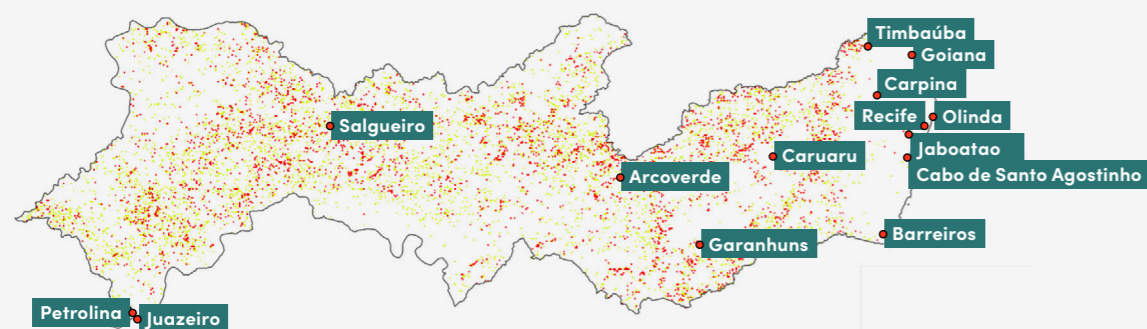 Timbaúba
Goiana
Carpina
Recife
Olinda
Salgueiro
Jaboatao
Caruaru
Arcoverde
Cabo de Santo Agostinho
Barreiros
Garanhuns
Petrolina
Juazeiro